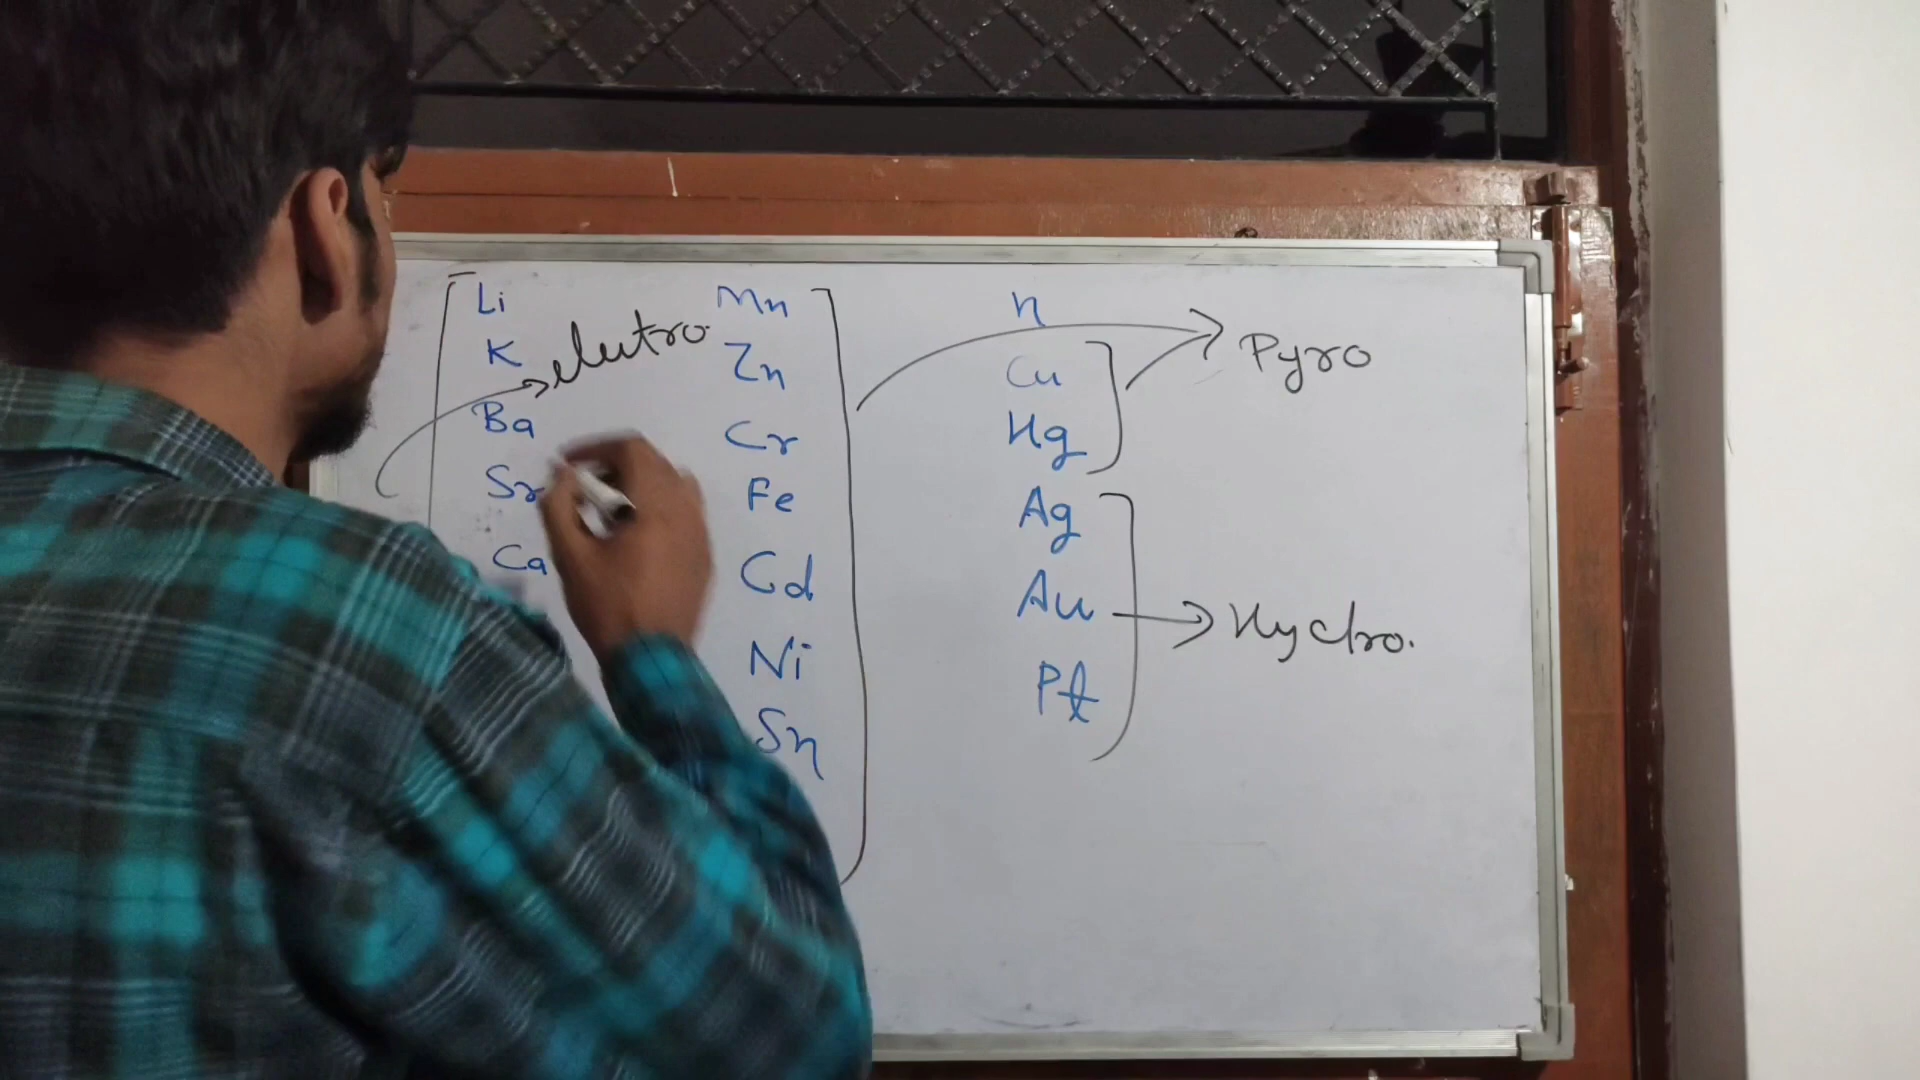 Li
K
Ba
Sr
Ca
electro.
Mn
Zn
Cr
Fe
Cd
Ni
Sn
H
Cu
Hg
Ag
Au
Pt
Pyro
Hydro.